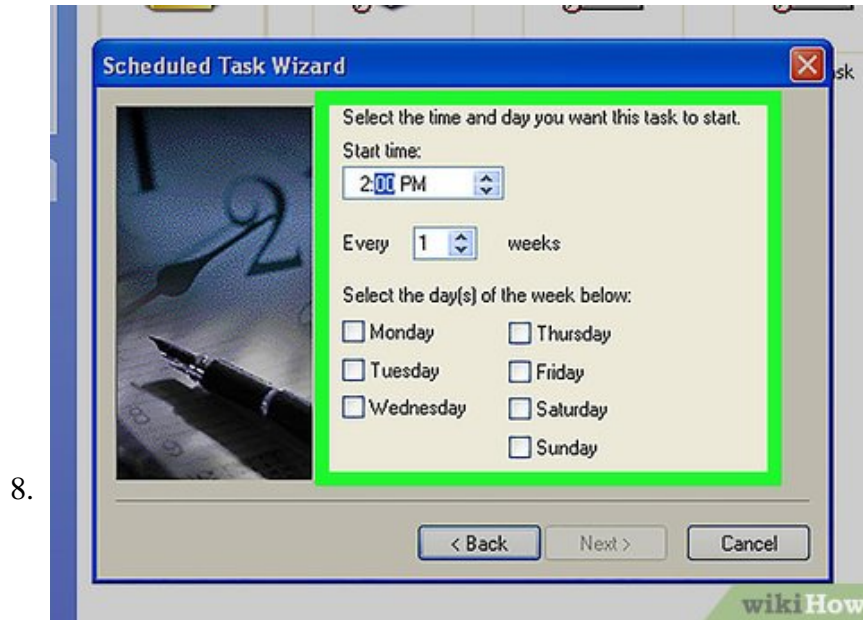 Scheduled Task Wizard
sk
Select the time and day you want this task to start.
Start time:
2:00 PM
Every 1 weeks
Select the day(s) of the week below:
Monday Thursday
Tuesday Friday
Wednesday Saturday
Sunday
2
8.
< Back Next > Cancel
wikiHow